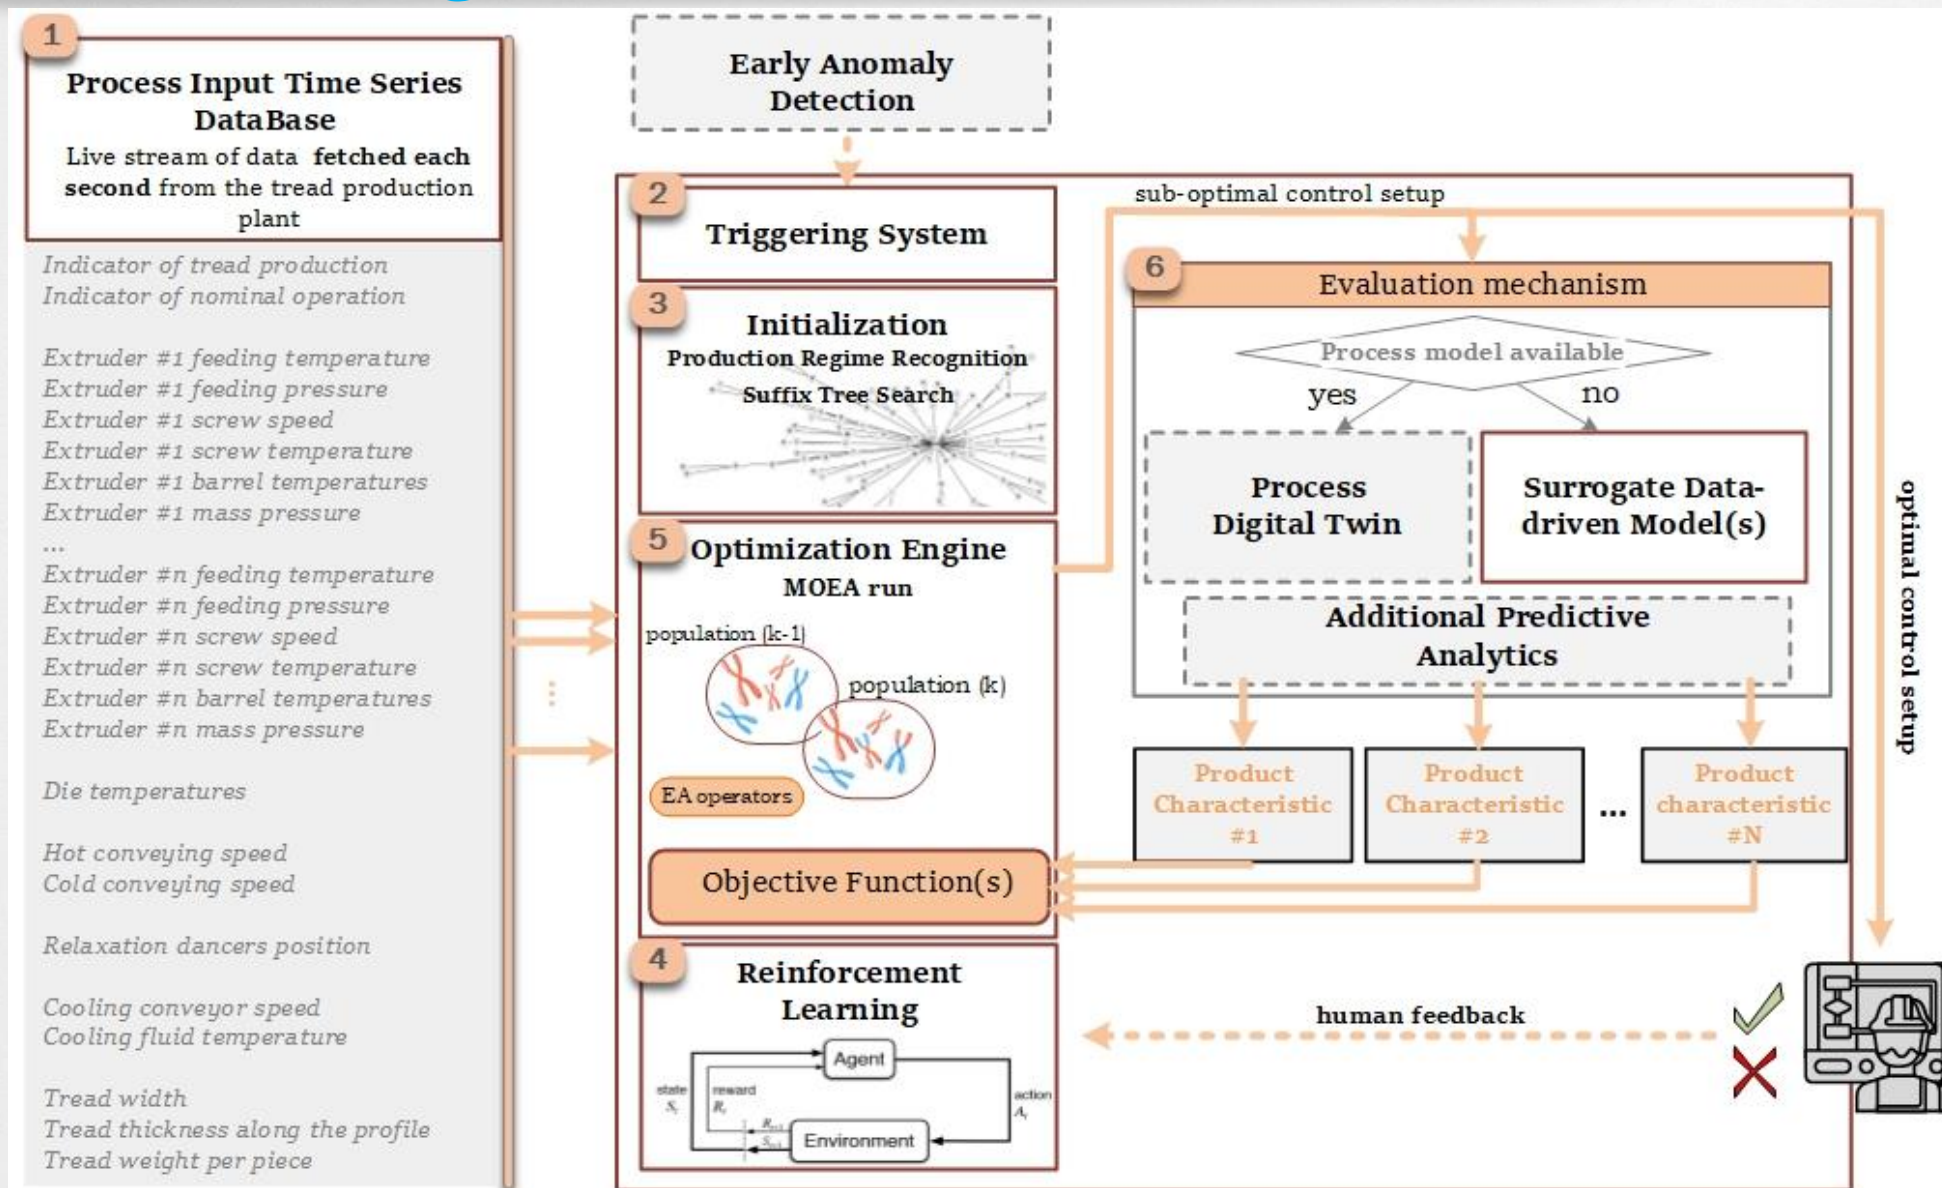 1
Process Input Time Series
DataBase
Live stream of data fetched each
second from the tread production
plant
Indicator of tread production
Indicator of nominal operation
Extruder #1 feeding temperature
Extruder #1 feeding pressure
Extruder #1 screw speed
Extruder #1 screw temperature
Extruder #1 barrel temperatures
Extruder #1 mass pressure
...
Extruder #n feeding temperature
Extruder #n feeding pressure
Extruder #n screw speed
Extruder #n screw temperature
Extruder #n barrel temperatures
Extruder #n mass pressure
Die temperatures
Hot conveying speed
Cold conveying speed
Relaxation dancers position
Cooling conveyor speed
Cooling fluid temperature
Tread width
Tread thickness along the profile
Tread weight per piece
Early Anomaly
Detection
2
Triggering System
3
Initialization
Production Regime Recognition
Suffix Tree Search
5
Optimization Engine
MOEA run
population (k-1)
population (k)
EA operators
Objective Function(s)
4
Reinforcement
Learning
Agent
state
S_t
reward
R_t
action
A_t
R_t+1
S_t+1
Environment
sub-optimal control setup
6
Evaluation mechanism
Process model available
yes
no
Process
Digital Twin
Surrogate Data-
driven Model(s)
Additional Predictive
Analytics
Product
Characteristic
#1
Product
Characteristic
#2
...
Product
characteristic
#N
optimal control setup
human feedback